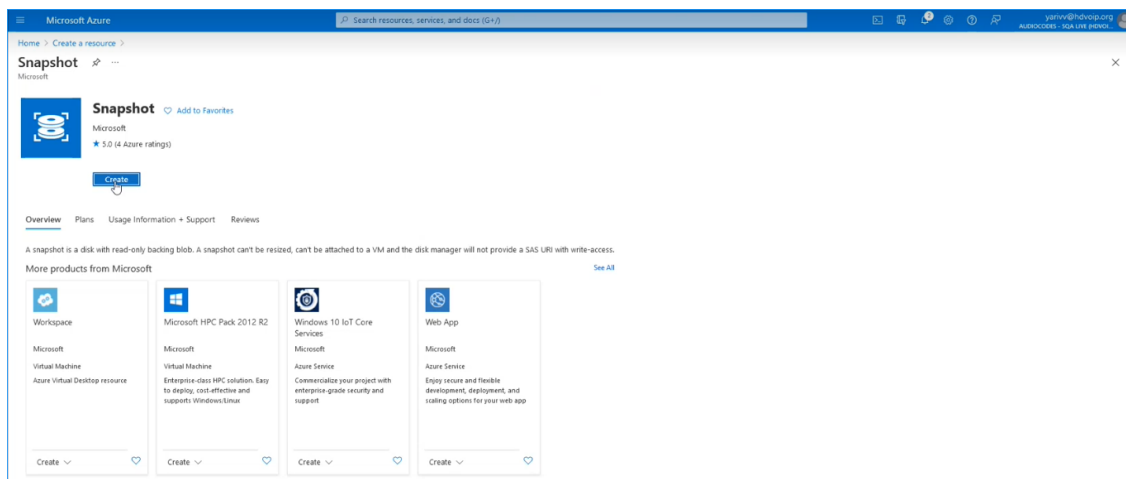 Microsoft Azure
Search resources, services, and docs (G+/)
yarivv@hdvoip.org
AUDIOCODES - SQA LIVE (HDVOI...
Home > Create a resource >
Snapshot ...
Microsoft
Snapshot
Add to Favorites
Microsoft
5.0 (4 Azure ratings)
Create
Overview Plans Usage Information + Support Reviews
A snapshot is a disk with read-only backing blob. A snapshot can't be resized, can't be attached to a VM and the disk manager will not provide a SAS URI with write-access.
More products from Microsoft
See All
Workspace
Microsoft
Virtual Machine
Azure Virtual Desktop resource
Create
Microsoft HPC Pack 2012 R2
Microsoft
Virtual Machine
Enterprise-class HPC solution. Easy
to deploy, cost-effective and
supports Windows/Linux
Create
Windows 10 IoT Core
Services
Microsoft
Azure Service
Commercialize your project with
enterprise-grade security and
support
Create
Web App
Microsoft
Azure Service
Enjoy secure and flexible
development, deployment, and
scaling options for your web app
Create